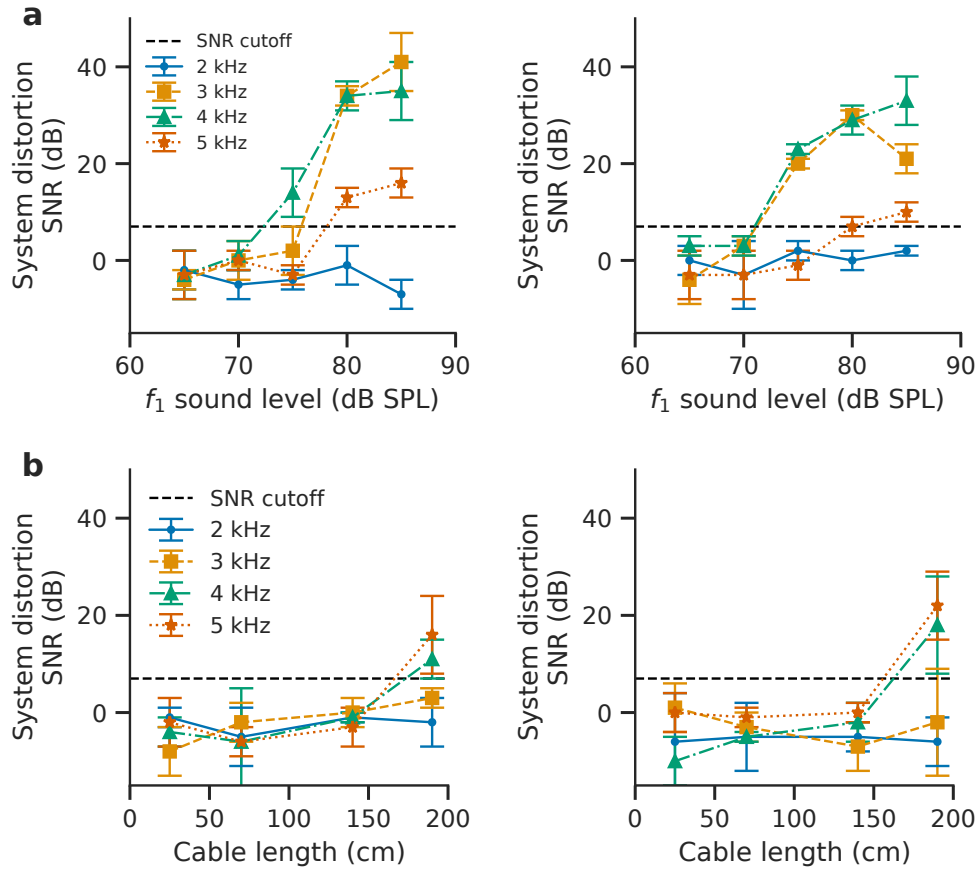 a
SNR cutoff
2 kHz
3 kHz
4 kHz
5 kHz
System distortion
SNR (dB)
40
20
0
60
70
80
90
f₁ sound level (dB SPL)
System distortion
SNR (dB)
40
20
0
60
70
80
90
f₁ sound level (dB SPL)
b
SNR cutoff
2 kHz
3 kHz
4 kHz
5 kHz
System distortion
SNR (dB)
40
20
0
0
50
100
150
200
Cable length (cm)
System distortion
SNR (dB)
40
20
0
0
50
100
150
200
Cable length (cm)